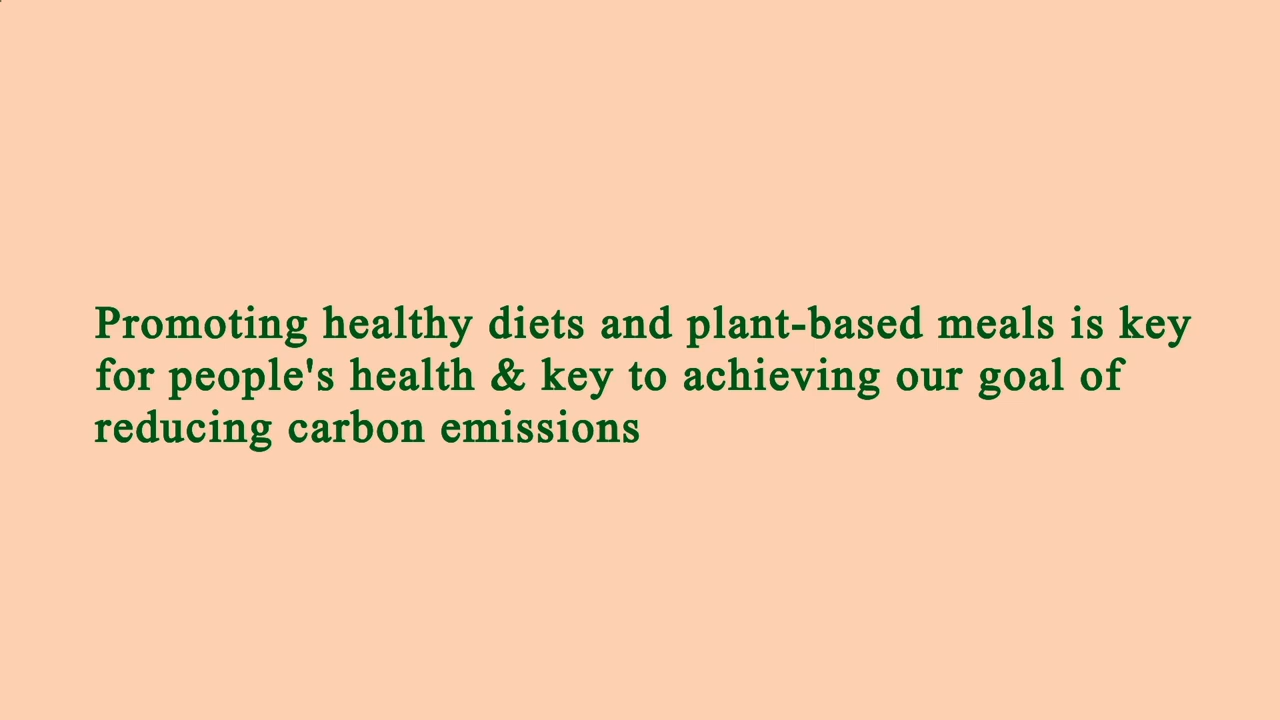 Promoting healthy diets and plant-based meals is key
for people's health & key to achieving our goal of
reducing carbon emissions